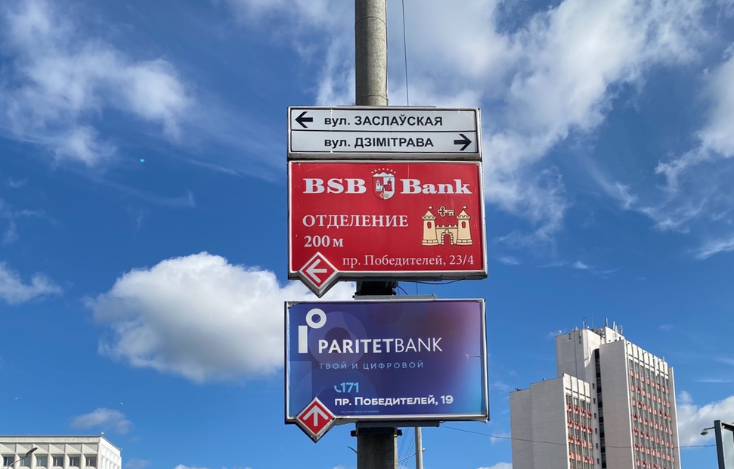 вул. ЗАСЛАЎСКАЯ
вул. ДЗІМІТРАВА
BSB Bank
ОТДЕЛЕНИЕ
200 м
пр. Победителей, 23/4
PARITETBANK
ТВОЙ И ЦИФРОВОЙ
171
пр. ПОБЕДИТЕЛЕЙ, 19